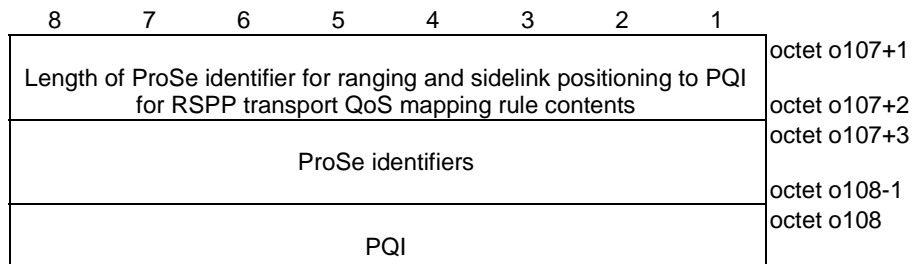 8 7 6 5 4 3 2 1
octet o107+1
Length of ProSe identifier for ranging and sidelink positioning to PQI
for RSPP transport QoS mapping rule contents
octet o107+2
octet o107+3
ProSe identifiers
octet o108-1
octet o108
PQI